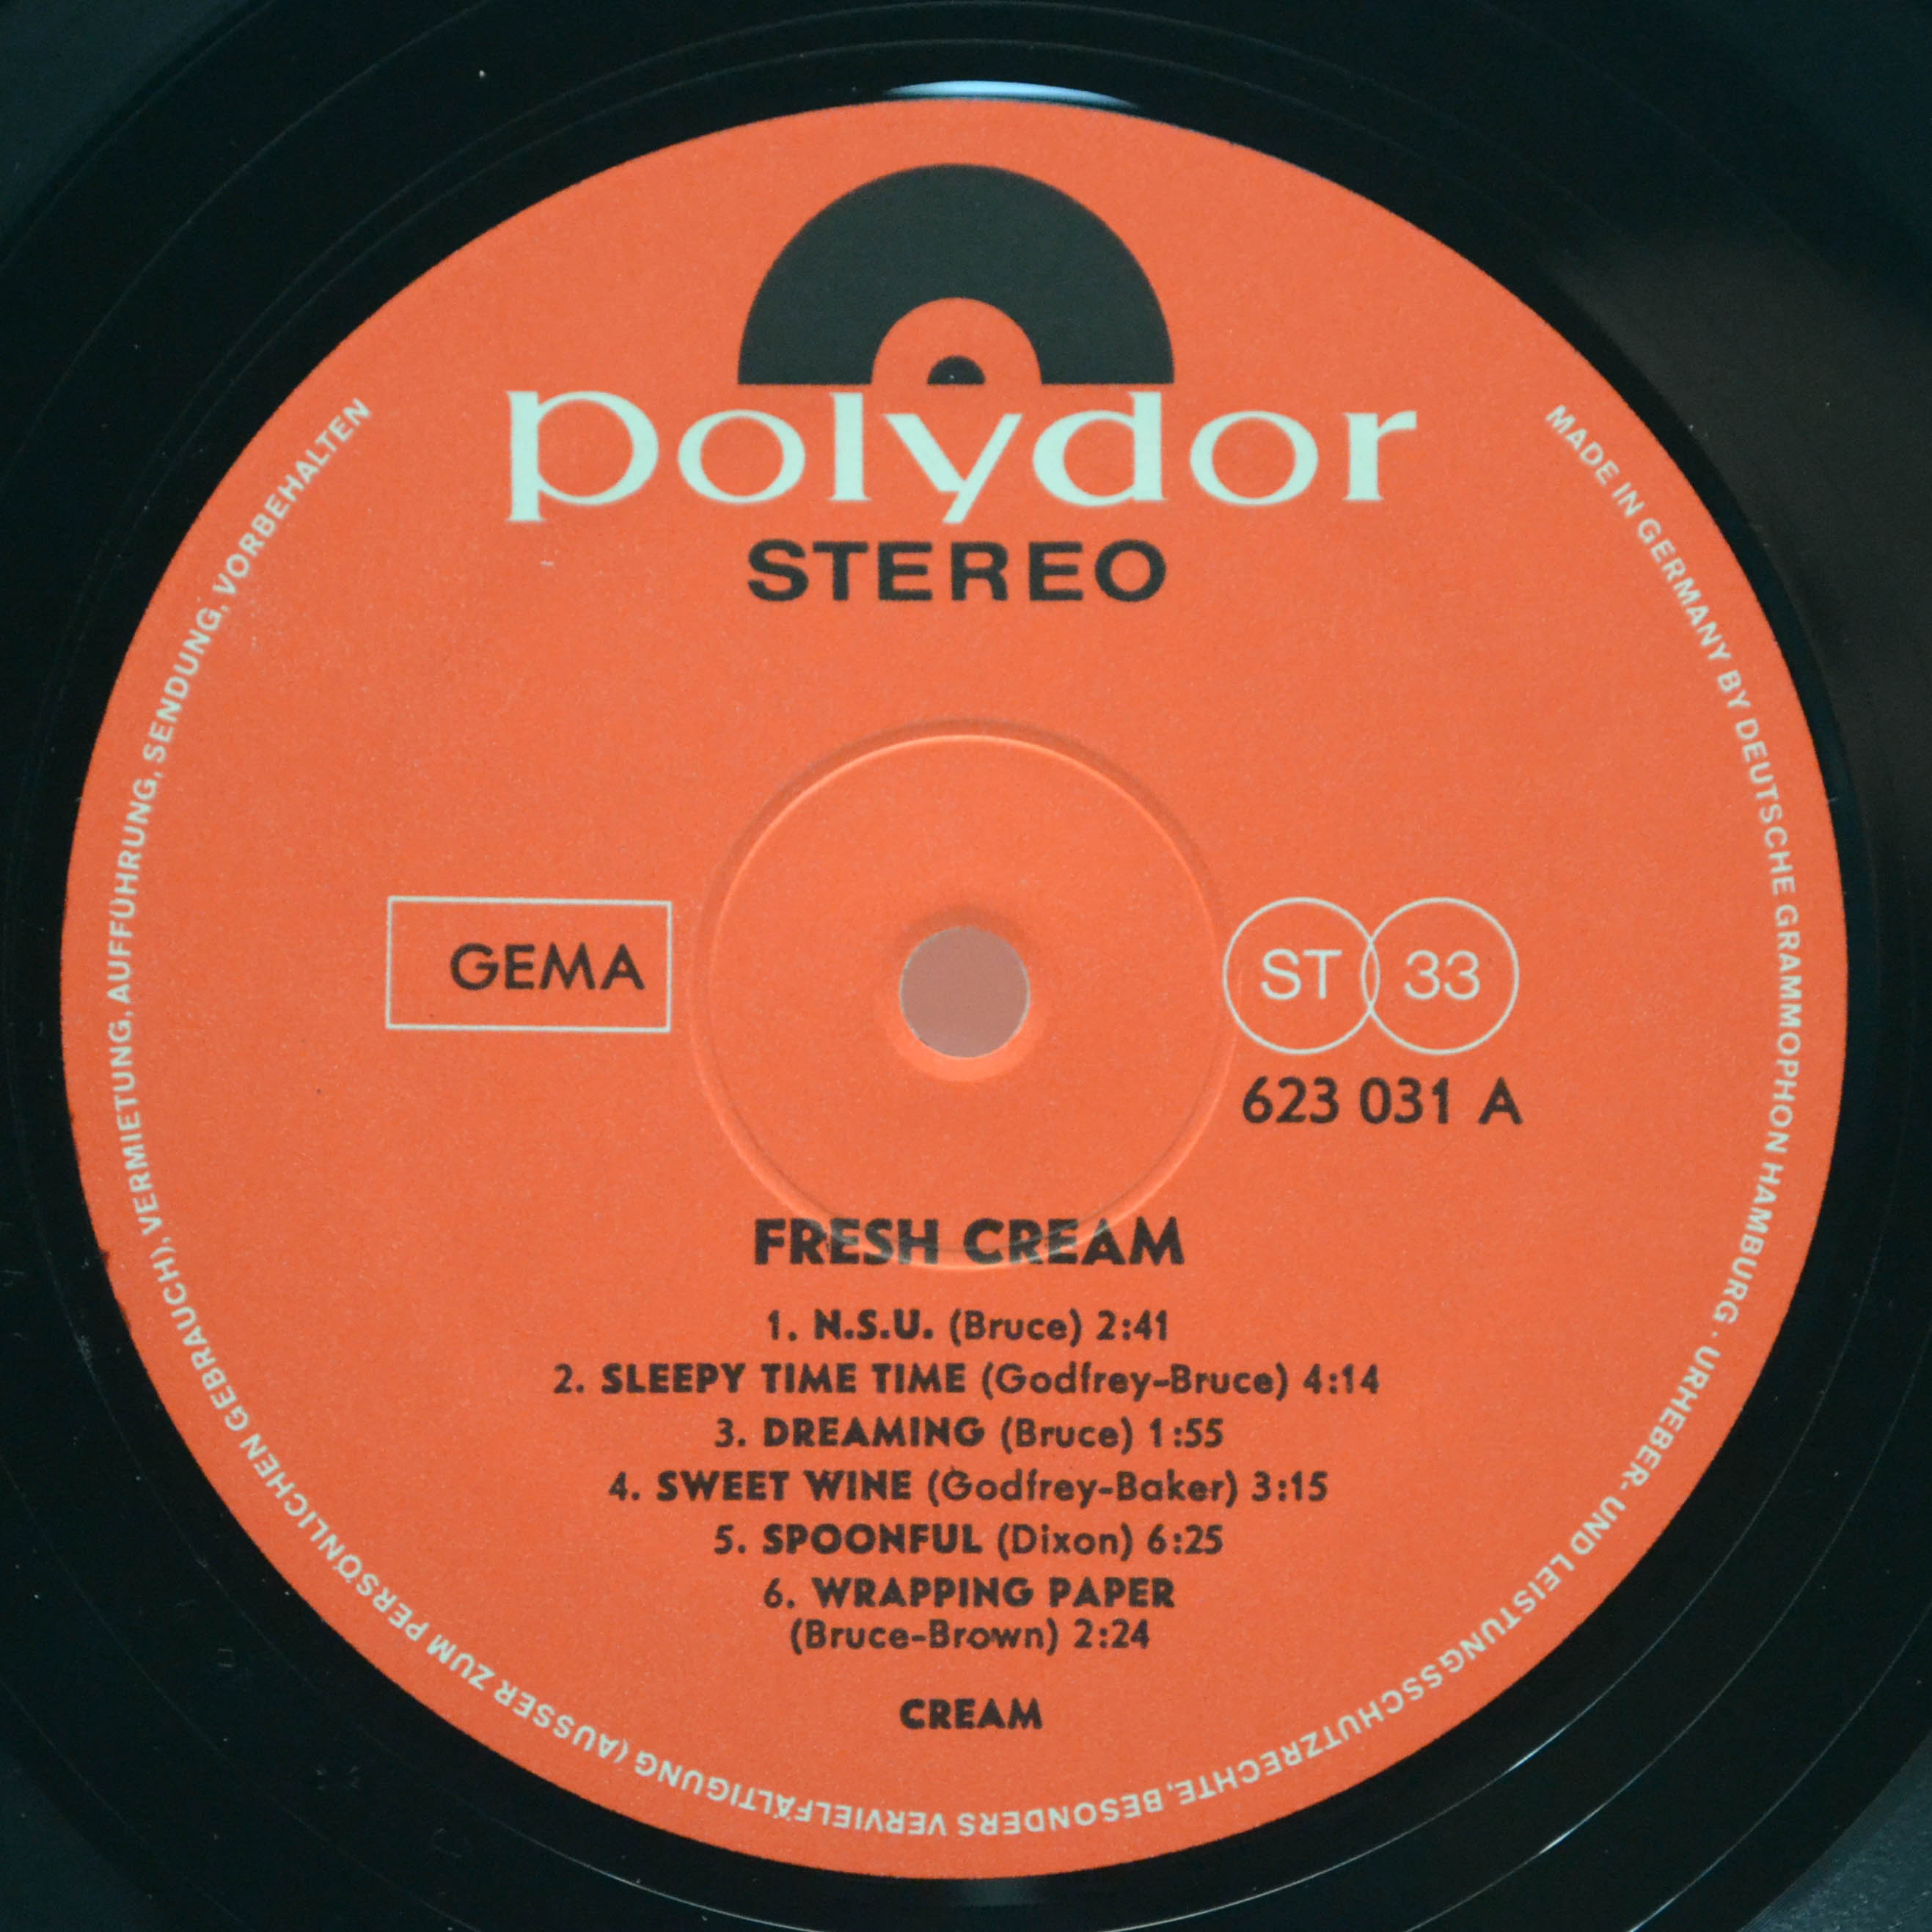 polydor
STEREO
GEMA
ST 33
623 031 A
FRESH CREAM
1. N.S.U. (Bruce) 2:41
2. SLEEPY TIME TIME (Godfrey-Bruce) 4:14
3. DREAMING (Bruce) 1:55
4. SWEET WINE (Godfrey-Baker) 3:15
5. SPOONFUL (Dixon) 6:25
6. WRAPPING PAPER
(Bruce-Brown) 2:24
CREAM
MADE IN GERMANY BY DEUTSCHE GRAMMOPHON HAMBURG . URHEBER- UND LEISTUNGSSCHUTZRECHTE, BESONDERS VERVIELFÄLTIGUNG (AUSSER ZUM PERSÖNLICHEN GEBRAUCH), VERMIETUNG, AUFFÜHRUNG, SENDUNG, VORBEHALTEN